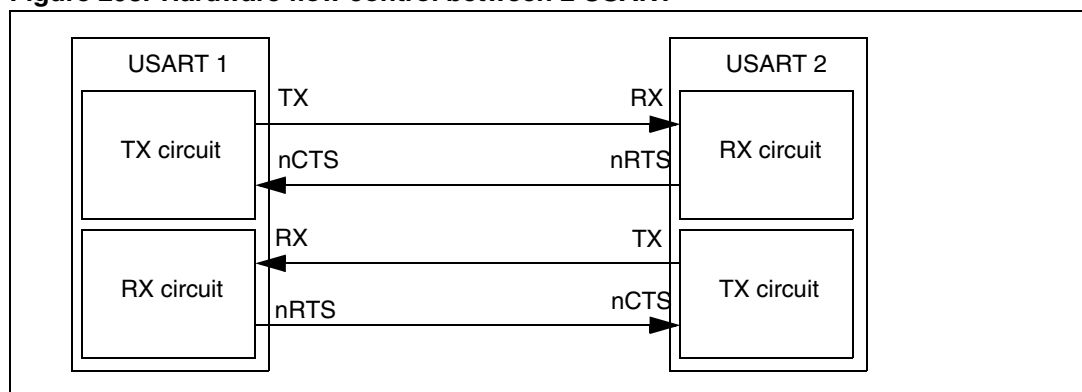 USART 1
USART 2
TX
RX
TX circuit
RX circuit
nCTS
nRTS
RX
TX
RX circuit
TX circuit
nRTS
nCTS